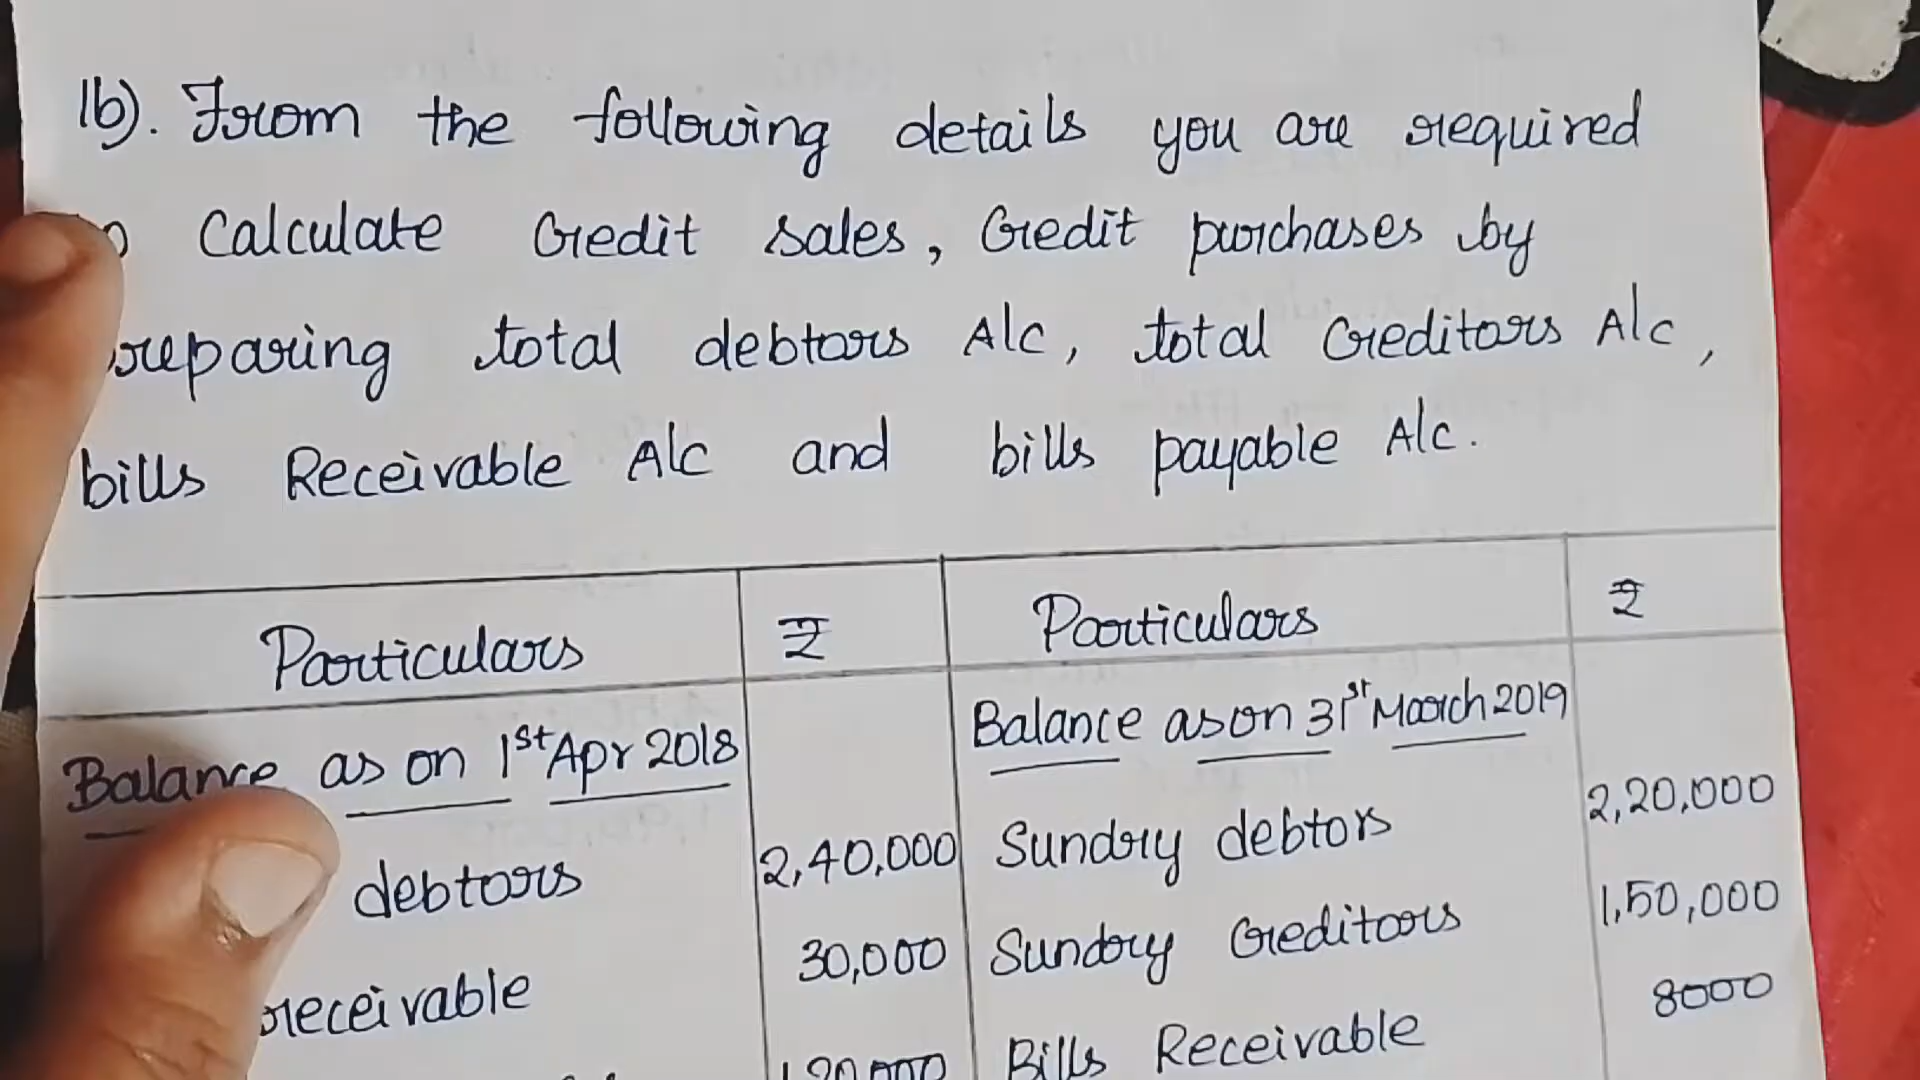 1b). From the following details you are required
Calculate Credit sales, Credit purchases by
reparing total debtors A/c, total Creditors A/c,
bills Receivable A/c and bills payable A/c.
Particulars ₹ Particulars ₹
Balance as on 1st Apr 2018 Balance as on 31st March 2019
debtors 2,40,000 Sundry debtors 2,20,000
receivable 30,000 Sundry Creditors 1,50,000
Bills Receivable 8000